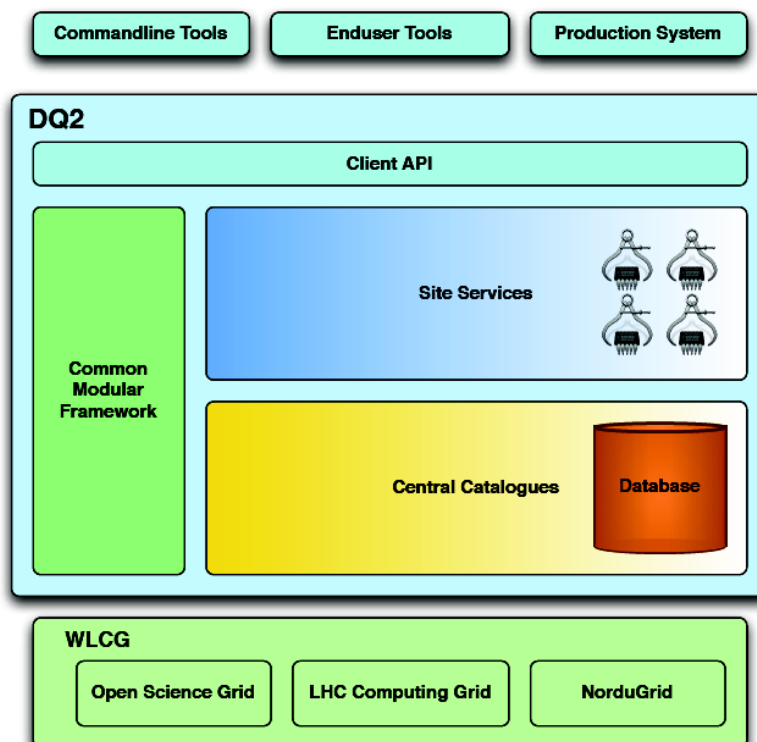 Commandline Tools
Enduser Tools
Production System
DQ2
Client API
Common
Modular
Framework
Site Services
Central Catalogues
Database
WLCG
Open Science Grid
LHC Computing Grid
NorduGrid